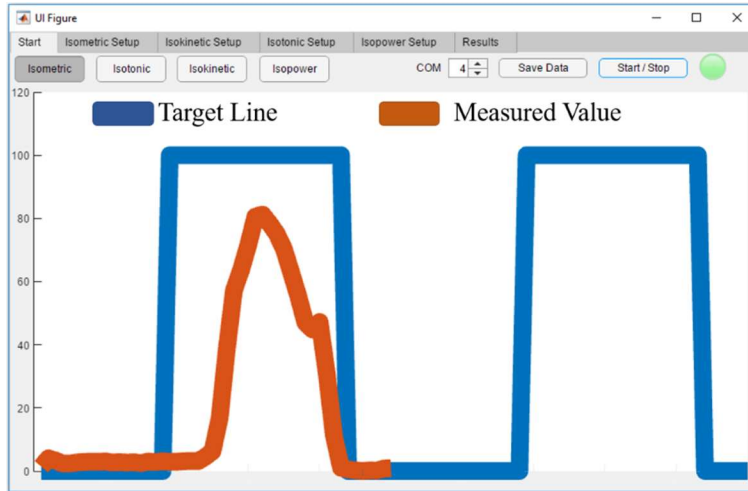 UI Figure
Start Isometric Setup Isokinetic Setup Isotonic Setup Isopower Setup Results
Isometric Isotonic Isokinetic Isopower COM 4 Save Data Start / Stop
120
Target Line Measured Value
100
80
60
40
20
0